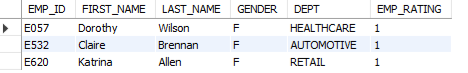 EMP_ID FIRST_NAME LAST_NAME GENDER DEPT EMP_RATING
E057 Dorothy Wilson F HEALTHCARE 1
E532 Claire Brennan F AUTOMOTIVE 1
E620 Katrina Allen F RETAIL 1